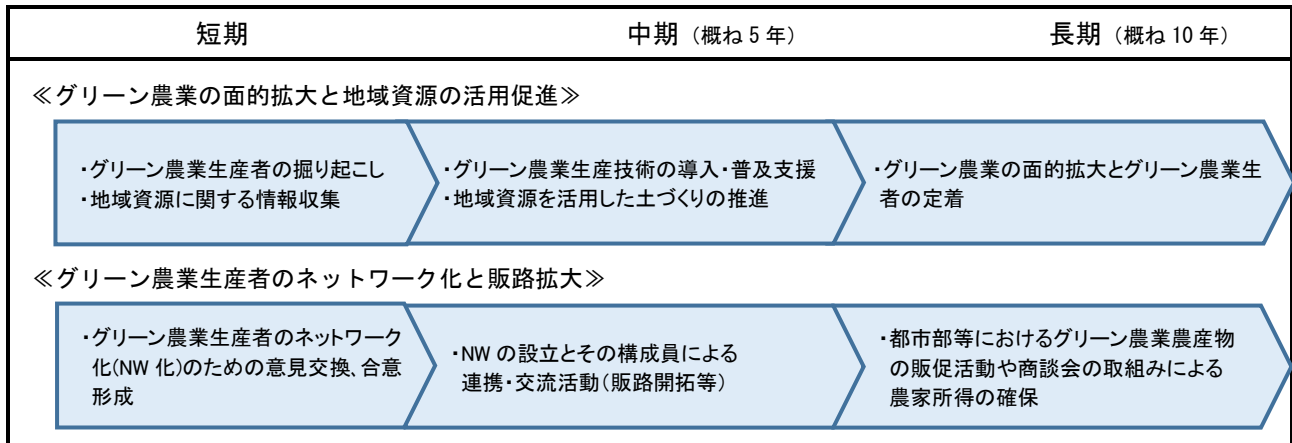 短期 中期（概ね 5 年） 長期（概ね 10 年）
≪グリーン農業の面的拡大と地域資源の活用促進≫
・グリーン農業生産者の掘り起こし
・地域資源に関する情報収集
・グリーン農業生産技術の導入・普及支援
・地域資源を活用した土づくりの推進
・グリーン農業の面的拡大とグリーン農業生
者の定着
≪グリーン農業生産者のネットワーク化と販路拡大≫
・グリーン農業生産者のネットワーク
化(NW 化)のための意見交換、合意
形成
・NW の設立とその構成員による
連携・交流活動（販路開拓等）
・都市部等におけるグリーン農業農産物
の販促活動や商談会の取組みによる
農家所得の確保